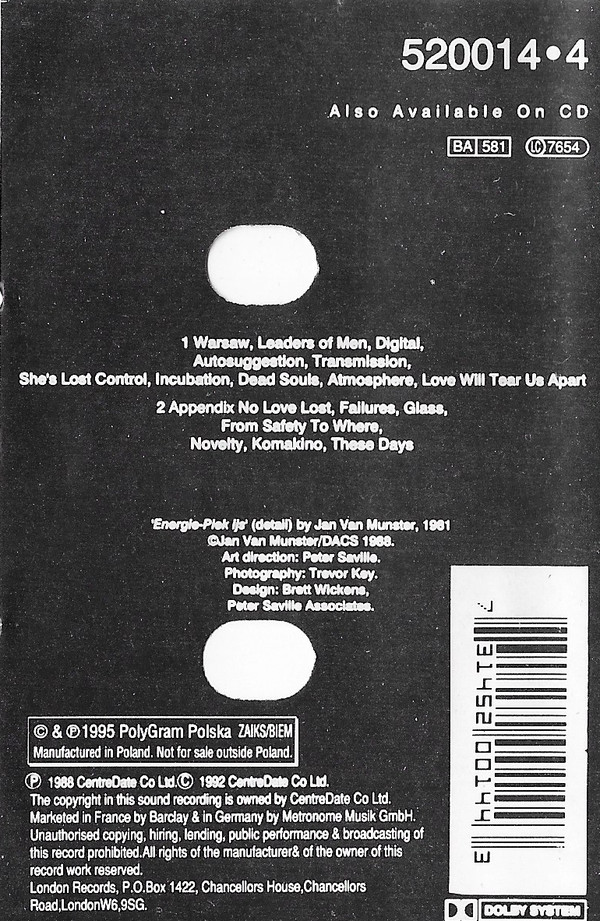 520014•4
Also Available On CD
BA 581 LC 7654
1 Warsaw, Leaders of Men, Digital,
Autosuggestion, Transmission,
She's Lost Control, Incubation, Dead Souls, Atmosphere, Love Will Tear Us Apart
2 Appendix No Love Lost, Failures, Glass,
From Safety To Where,
Novelty, Komakino, These Days
'Energie-Piek Ijs' (detail) by Jan Van Munster, 1981
©Jan Van Munster/DACS 1988.
Art direction: Peter Saville.
Photography: Trevor Key.
Design: Brett Wickens,
Peter Saville Associates.
© & ℗ 1995 PolyGram Polska ZAIKS/BIEM
Manufactured in Poland. Not for sale outside Poland.
℗ 1988 CentreDate Co Ltd.© 1992 CentreDate Co Ltd.
The copyright in this sound recording is owned by CentreDate Co Ltd.
Marketed in France by Barclay & in Germany by Metronome Musik GmbH.
Unauthorised copying, hiring, lending, public performance & broadcasting of
this record prohibited.All rights of the manufacturer& of the owner of this
record work reserved.
London Records, P.O.Box 1422, Chancellors House,Chancellors
Road,LondonW6,9SG.
7 31452 00144 3
DOLBY SYSTEM